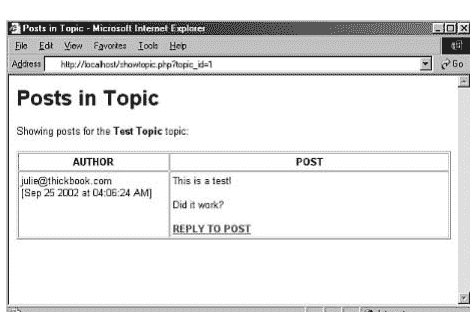 Posts in Topic - Microsoft Internet Explorer
File Edit View Favorites Tools Help
Address http://localhost/showtopic.php?topic_id=1 Go
Posts in Topic
Showing posts for the Test Topic topic:
AUTHOR POST
julie@thickbook.com This is a test!
[Sep 25 2002 at 04:06:24 AM]
Did it work?
REPLY TO POST